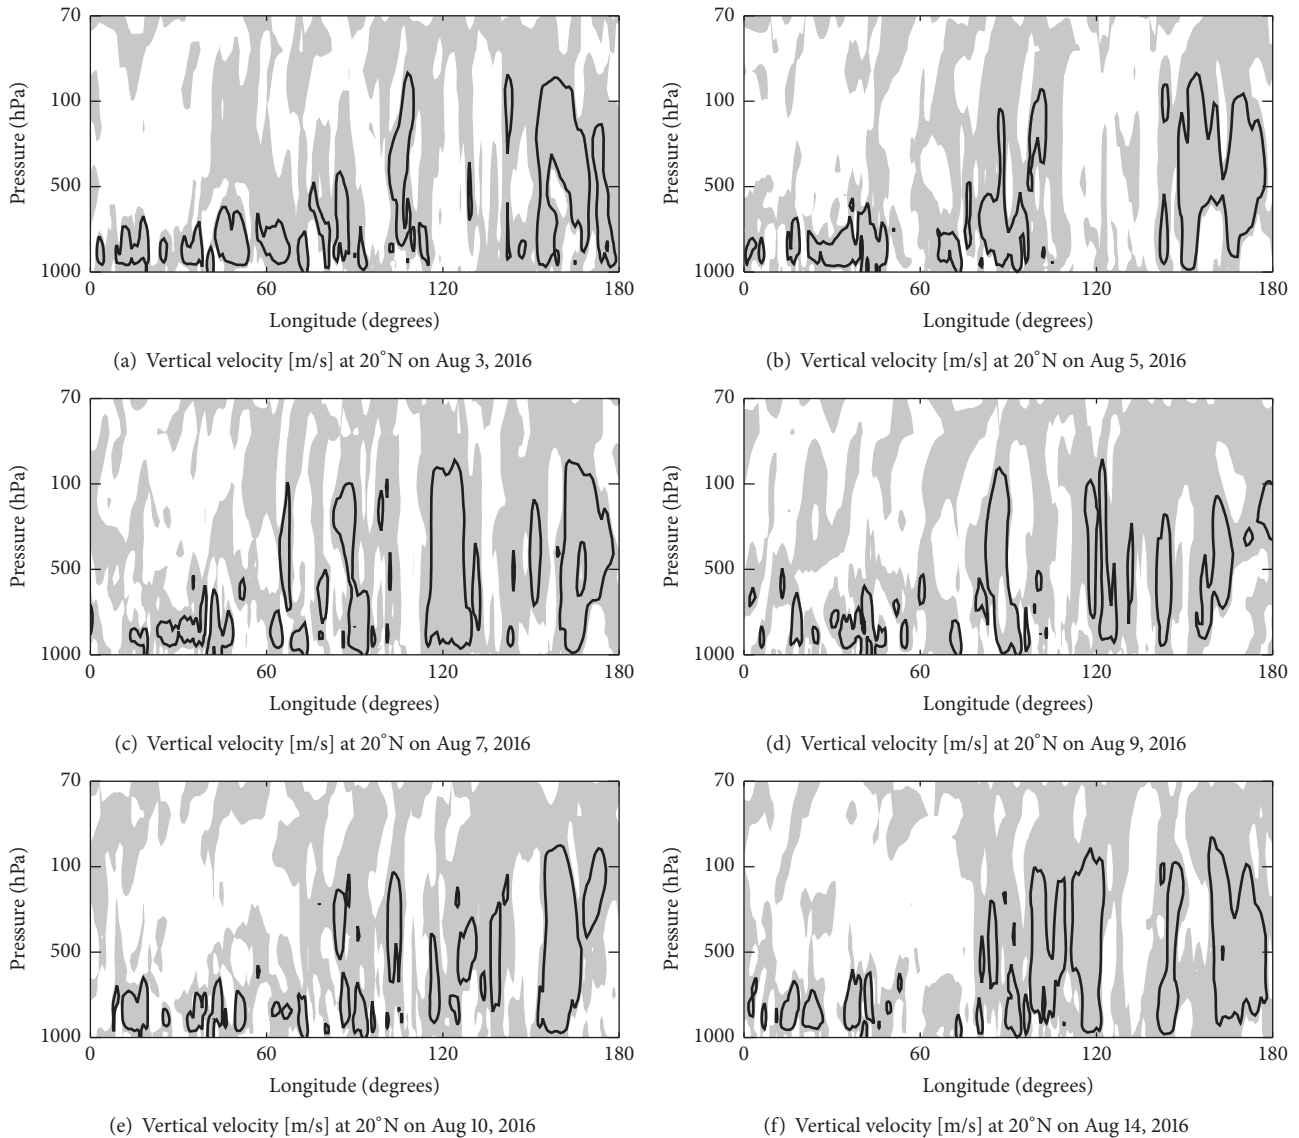 70
100
500
1000
Pressure (hPa)
0
60
120
180
Longitude (degrees)
(a) Vertical velocity [m/s] at 20°N on Aug 3, 2016
70
100
500
1000
Pressure (hPa)
0
60
120
180
Longitude (degrees)
(b) Vertical velocity [m/s] at 20°N on Aug 5, 2016
70
100
500
1000
Pressure (hPa)
0
60
120
180
Longitude (degrees)
(c) Vertical velocity [m/s] at 20°N on Aug 7, 2016
70
100
500
1000
Pressure (hPa)
0
60
120
180
Longitude (degrees)
(d) Vertical velocity [m/s] at 20°N on Aug 9, 2016
70
100
500
1000
Pressure (hPa)
0
60
120
180
Longitude (degrees)
(e) Vertical velocity [m/s] at 20°N on Aug 10, 2016
70
100
500
1000
Pressure (hPa)
0
60
120
180
Longitude (degrees)
(f) Vertical velocity [m/s] at 20°N on Aug 14, 2016